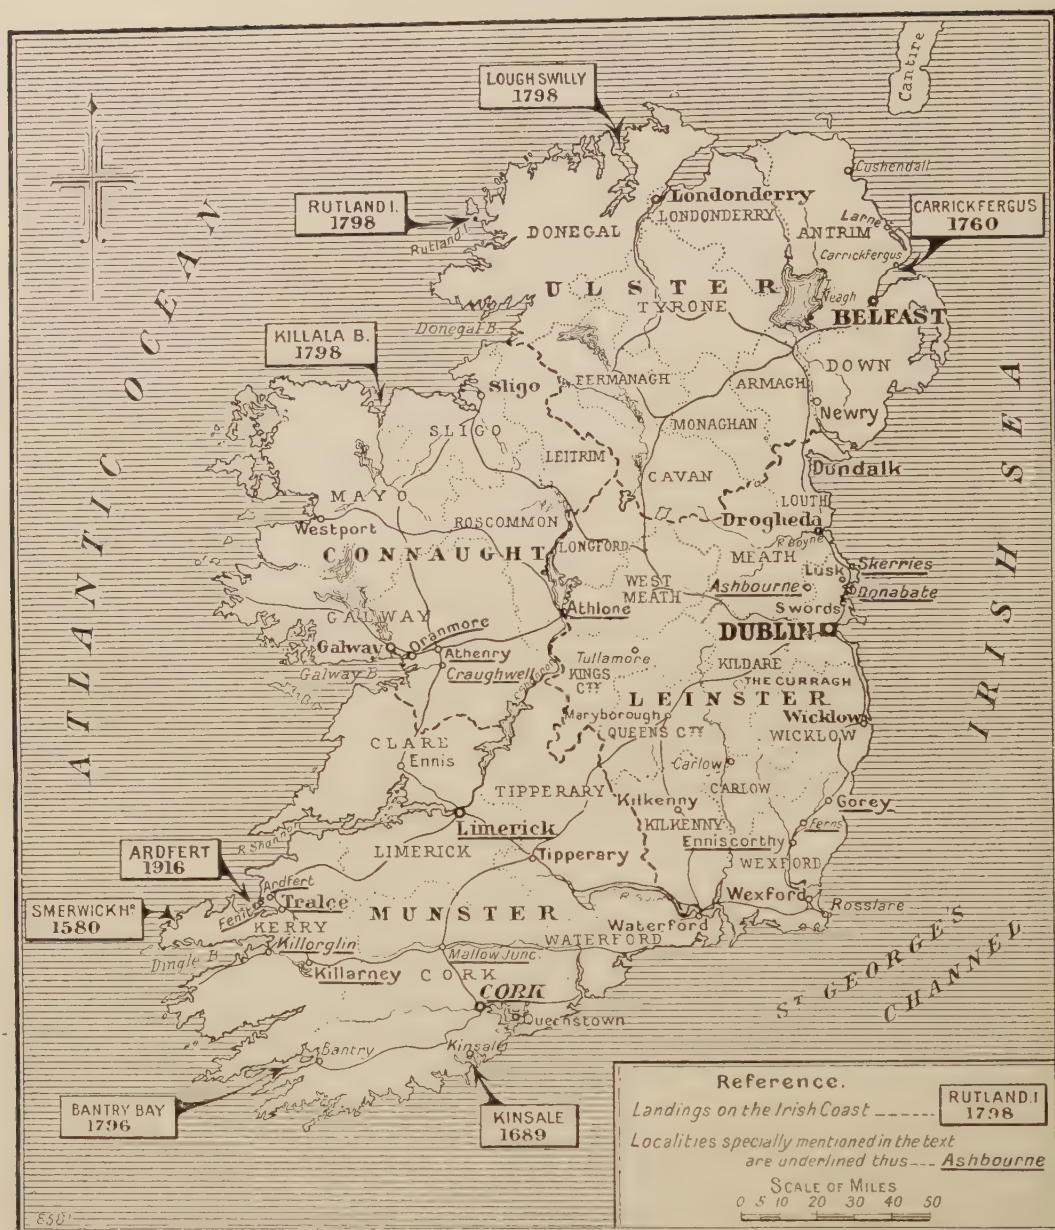 Cantire
LOUGH SWILLY
1798
Cushendall
RUTLAND I.
1798
Rutland I
Londonderry
LONDONDERRY
DONEGAL
ANTRIM
Larne
CARRICKFERGUS
1760
Carrickfergus
ULSTER
TYRONE
Neagh
BELFAST
Donegal B.
KILLALA B.
1798
DOWN
FERMANAGH
ARMAGH
Sligo
Newry
MONAGHAN
SLIGO
LEITRIM
CAVAN
Dundalk
MAYO
LOUTH
Westport
ROSCOMMON
Drogheda
R. Boyne
CONNAUGHT
LONGFORD
MEATH
Skerries
Lusk
WEST
MEATH
Ashbourne
Donabate
Swords
Athlone
GALWAY
DUBLIN
Oranmore
Galway
Athenry
Tullamore
KILDARE
Galway B.
Craughwell
KINGS
CTY
THE CURRAGH
LEINSTER
Maryborough
Wicklow
QUEENS CTY
WICKLOW
CLARE
Ennis
Carlow
CARLOW
TIPPERARY
Kilkenny
Gorey
KILKENNY
Ferns
Limerick
Enniscorthy
R. Shannon
LIMERICK
Tipperary
WEXFORD
ARDFERT
1916
Ardfert
Wexford
Fenit
Tralee
Rosslare
SMERWICK HR
1580
MUNSTER
Waterford
KERRY
WATERFORD
Killorglin
Dingle B.
Mallow Junc.
Killarney
CORK
CORK
Queenstown
Bantry
Kinsale
BANTRY BAY
1796
KINSALE
1689
ATLANTIC OCEAN
IRISH SEA
ST GEORGE'S
CHANNEL
Reference.
Landings on the Irish Coast
RUTLAND. I
1798
Localities specially mentioned in the text
are underlined thus
Ashbourne
SCALE OF MILES
0 5 10 20 30 40 50